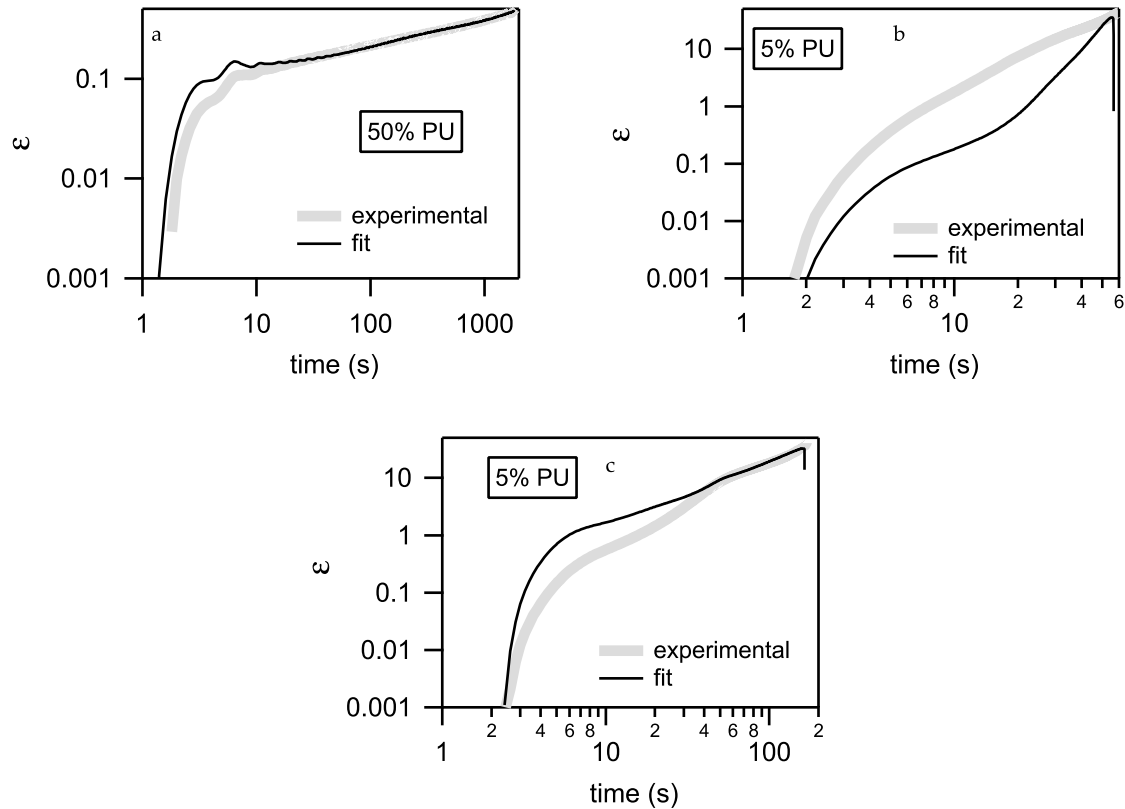 a
50% PU
ε
0.1
0.01
0.001
experimental
fit
1 10 100 1000
time (s)
b
5% PU
ε
10
1
0.1
0.01
0.001
experimental
fit
2 4 6 8 2 4 6
1 10
time (s)
c
5% PU
ε
10
1
0.1
0.01
0.001
experimental
fit
2 4 6 8 2 4 6 8 2
1 10 100
time (s)